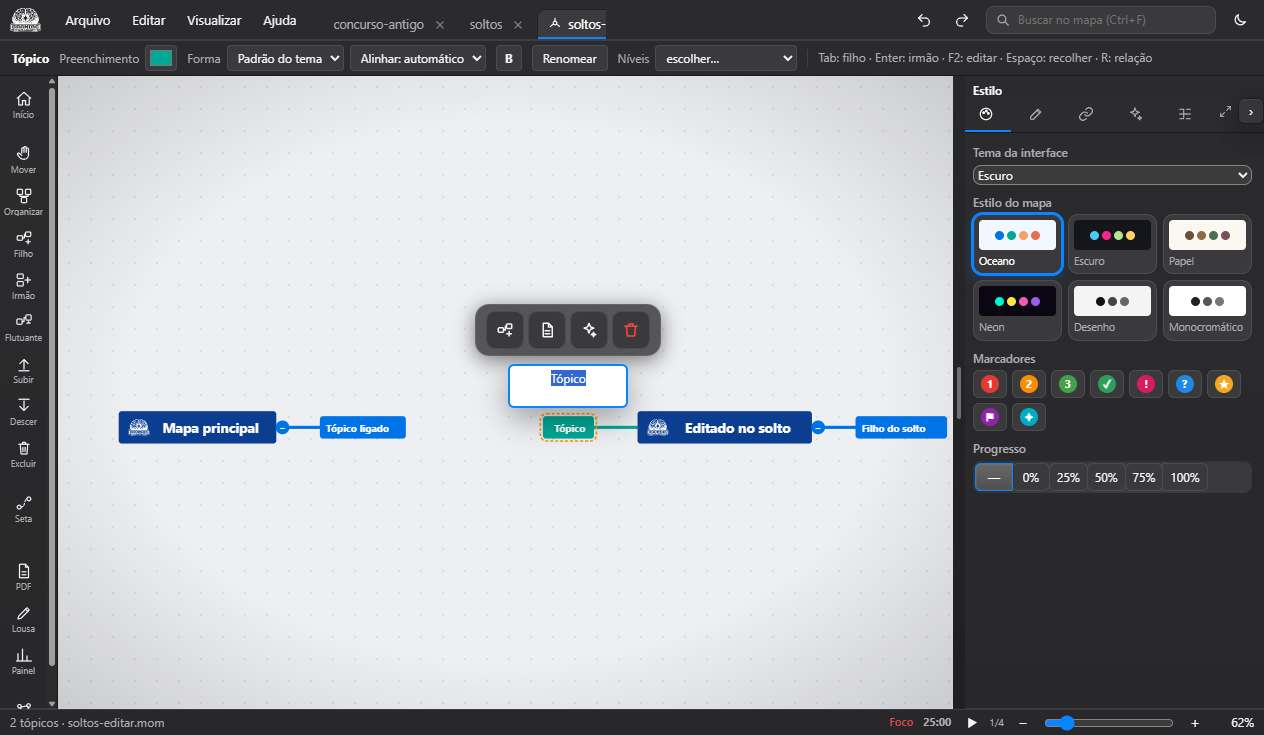 Arquivo Editar Visualizar Ajuda
concurso-antigo
soltos
soltos-
Buscar no mapa (Ctrl+F)
Tópico Preenchimento Forma Padrão do tema Alinhar: automático B Renomear Níveis escolher... Tab: filho · Enter: irmão · F2: editar · Espaço: recolher · R: relação
Início
Mover
Organizar
Filho
Irmão
Flutuante
Subir
Descer
Excluir
Seta
PDF
Lousa
Painel
Tópico
Mapa principal
Tópico ligado
Tópico
Editado no solto
Filho do solto
Estilo
Tema da interface
Escuro
Estilo do mapa
Oceano Escuro Papel
Neon Desenho Monocromático
Marcadores
1 2 3 ✓ ! ?
Progresso
— 0% 25% 50% 75% 100%
2 tópicos · soltos-editar.mom
Foco 25:00 1/4 − + 62%